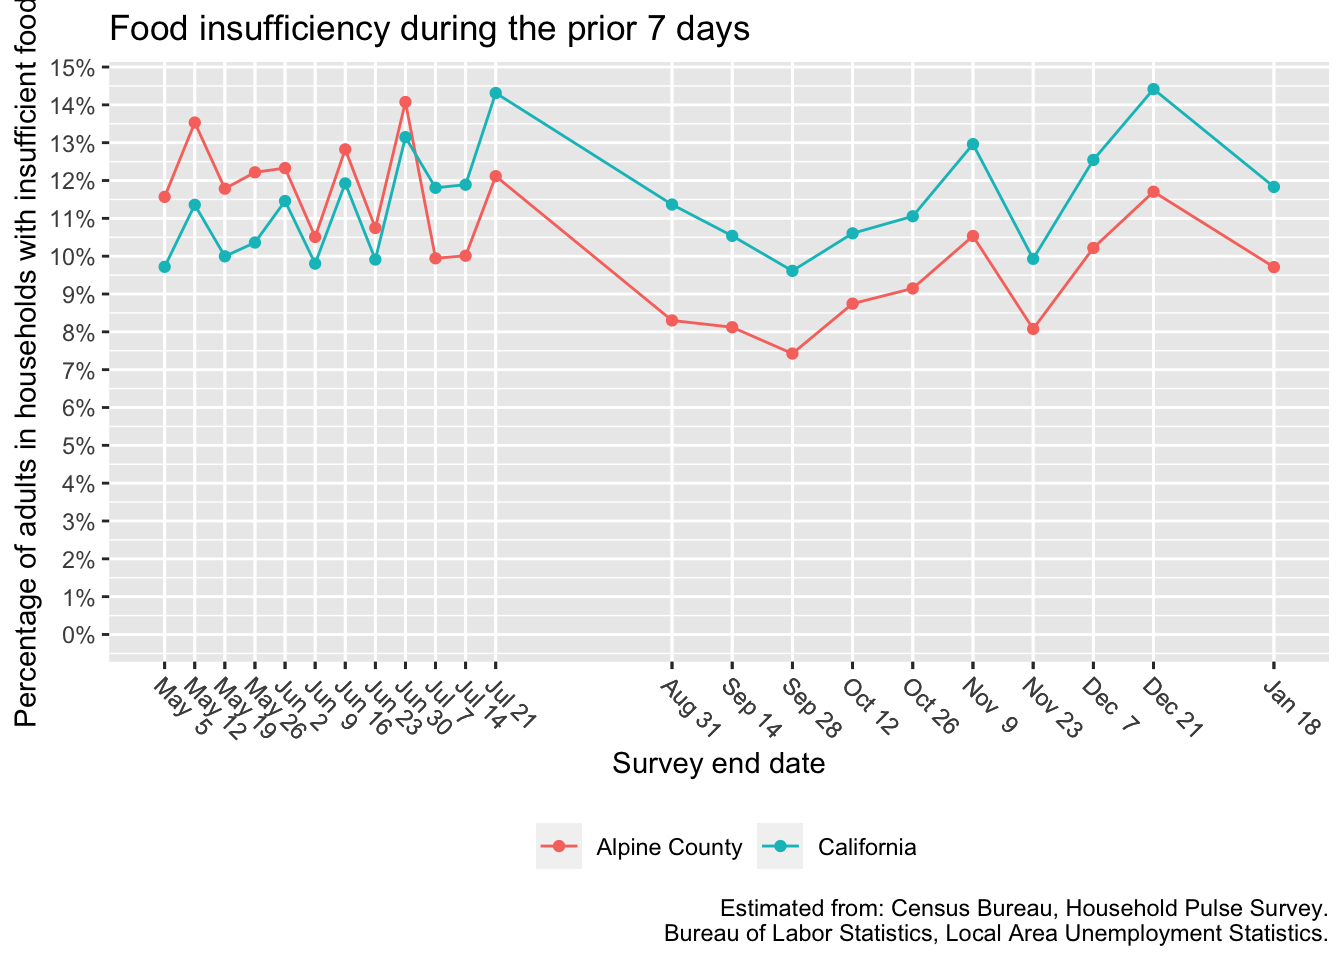 Food insufficiency during the prior 7 days
Percentage of adults in households with insufficient food
15%
14%
13%
12%
11%
10%
9%
8%
7%
6%
5%
4%
3%
2%
1%
0%
May 5
May 12
May 19
May 26
Jun 2
Jun 9
Jun 16
Jun 23
Jun 30
Jul 7
Jul 14
Jul 21
Aug 31
Sep 14
Sep 28
Oct 12
Oct 26
Nov 9
Nov 23
Dec 7
Dec 21
Jan 18
Survey end date
Alpine County
California
Estimated from: Census Bureau, Household Pulse Survey.
Bureau of Labor Statistics, Local Area Unemployment Statistics.